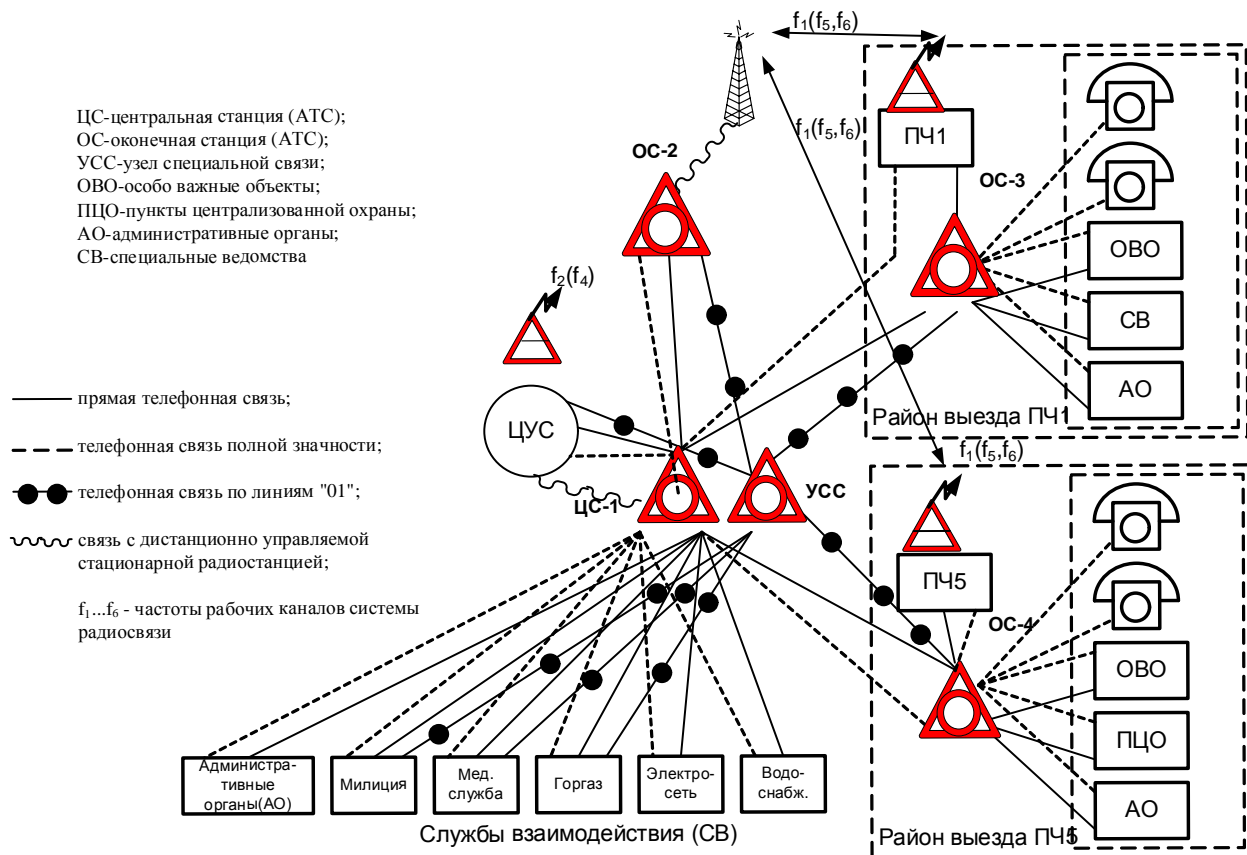 f₁(f₅,f₆)
ЦС-центральная станция (АТС);
ОС-оконечная станция (АТС);
УСС-узел специальной связи;
ОВО-особо важные объекты;
ПЦО-пункты централизованной охраны;
АО-административные органы;
СВ-специальные ведомства
f₁(f₅,f₆)
ПЧ1
ОС-2
ОС-3
ОВО
f₂(f₄)
СВ
АО
прямая телефонная связь;
Район выезда ПЧ1
ЦУС
телефонная связь полной значности;
f₁(f₅,f₆)
телефонная связь по линиям "01";
ЦС-1
УСС
связь с дистанционно управляемой
стационарной радиостанцией;
ПЧ5
f₁...f₆ - частоты рабочих каналов системы
радиосвязи
ОС-4
ОВО
ПЦО
АО
Администра-
тивные
органы(АО)
Милиция
Мед.
служба
Горгаз
Электро-
сеть
Водо-
снабж.
Службы взаимодействия (СВ)
Район выезда ПЧ5